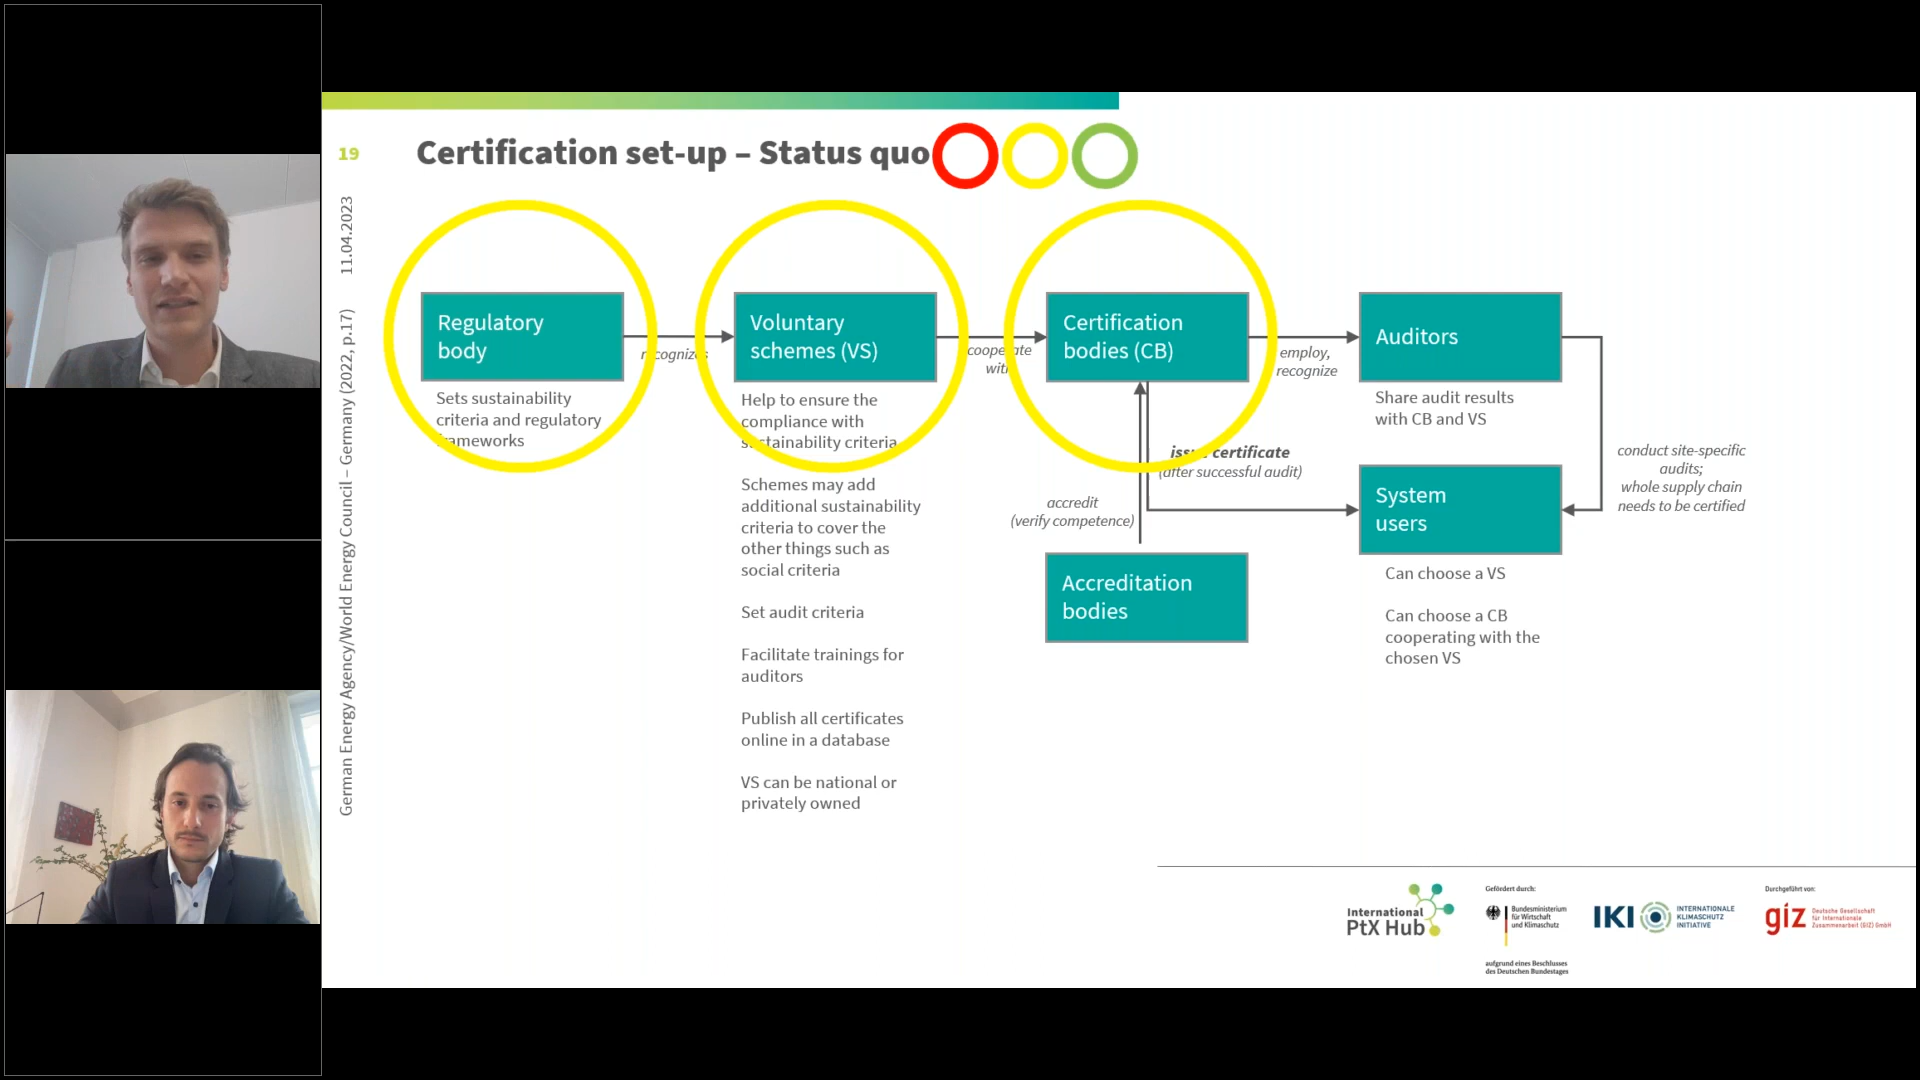 19
Certification set-up – Status quo
11.04.2023
German Energy Agency/World Energy Council – Germany (2022, p.17)
Regulatory
body
Sets sustainability
criteria and regulatory
frameworks
recognizes
Voluntary
schemes (VS)
Help to ensure the
compliance with
sustainability criteria
Schemes may add
additional sustainability
criteria to cover the
other things such as
social criteria
Set audit criteria
Facilitate trainings for
auditors
Publish all certificates
online in a database
VS can be national or
privately owned
cooperate
with
Certification
bodies (CB)
employ,
recognize
issue certificate
(after successful audit)
accredit
(verify competence)
Accreditation
bodies
Auditors
Share audit results
with CB and VS
System
users
Can choose a VS
Can choose a CB
cooperating with the
chosen VS
conduct site-specific
audits;
whole supply chain
needs to be certified
International
PtX Hub
Gefördert durch:
Bundesministerium
für Wirtschaft
und Klimaschutz
aufgrund eines Beschlusses
des Deutschen Bundestages
IKI
INTERNATIONALE
KLIMASCHUTZ
INITIATIVE
Durchgeführt von:
giz
Deutsche Gesellschaft
für Internationale
Zusammenarbeit (GIZ) GmbH